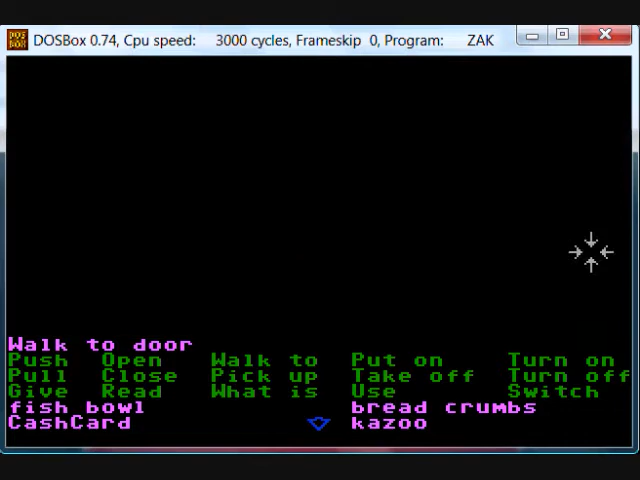 DOS BOX DOSBox 0.74, Cpu speed: 3000 cycles, Frameskip 0, Program: ZAK
Walk to door
Push Open Walk to Put on Turn on
Pull Close Pick up Take off Turn off
Give Read What is Use Switch
fish bowl bread crumbs
CashCard kazoo